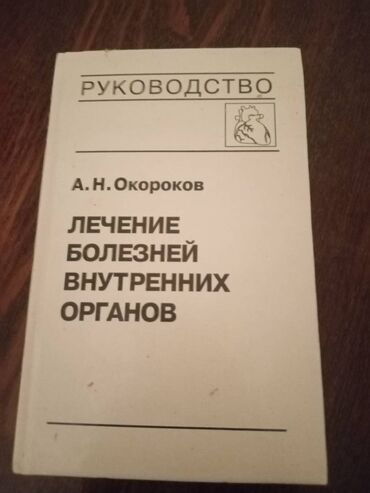 РУКОВОДСТВО
А.Н.Окороков
ЛЕЧЕНИЕ
БОЛЕЗНЕЙ
ВНУТРЕННИХ
ОРГАНОВ